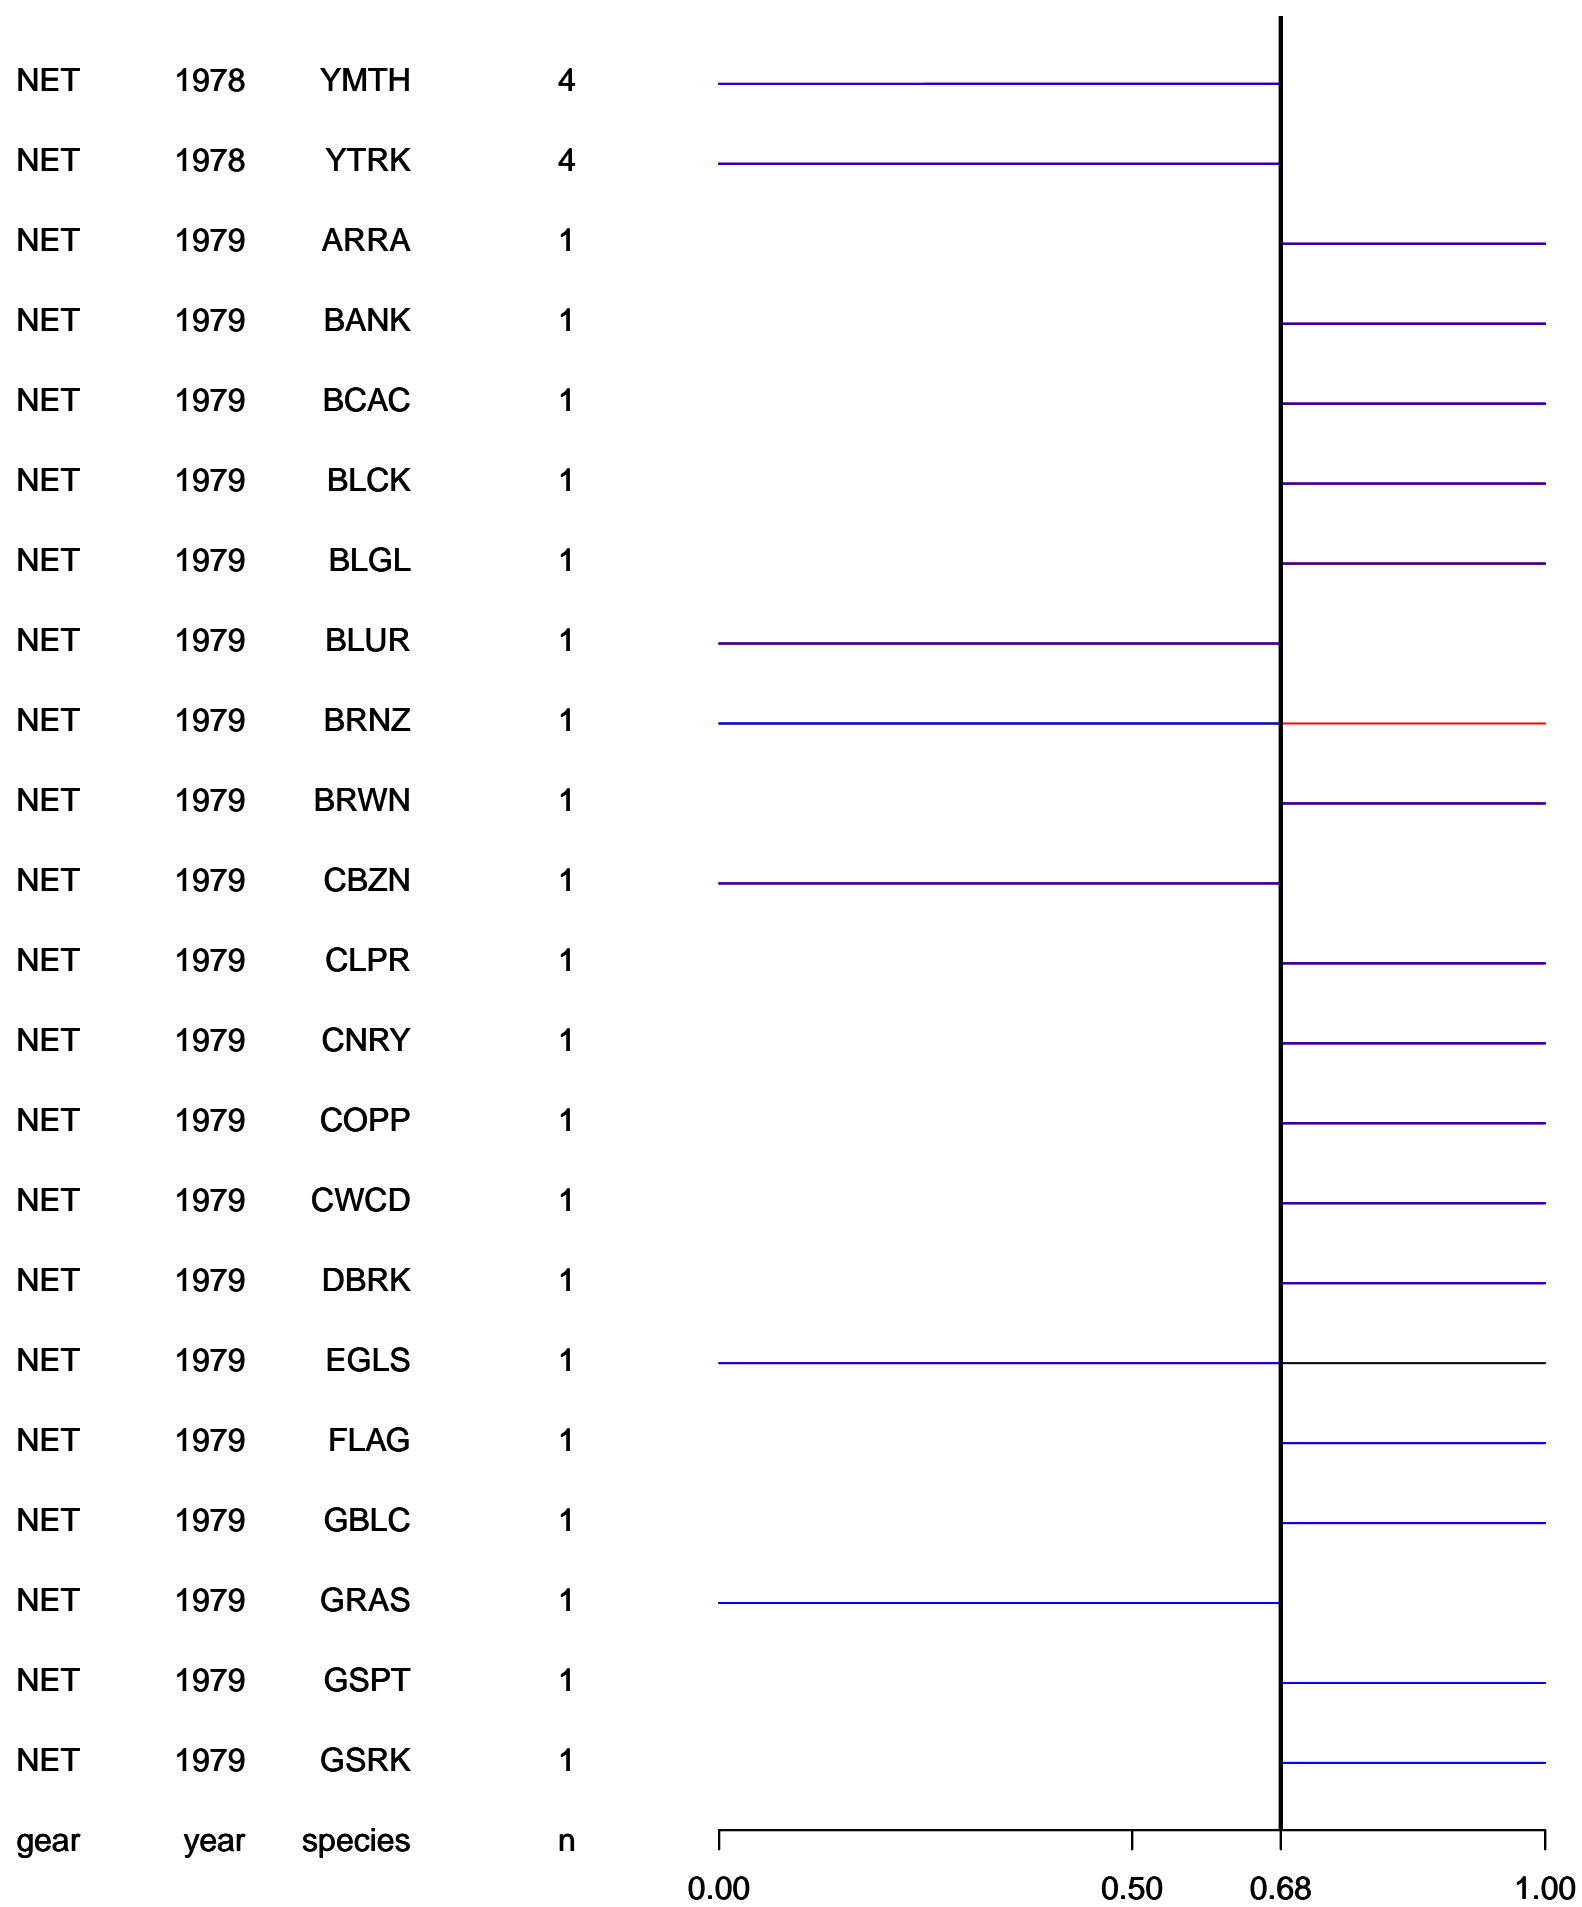 NET 1978 YMTH 4
NET 1978 YTRK 4
NET 1979 ARRA 1
NET 1979 BANK 1
NET 1979 BCAC 1
NET 1979 BLCK 1
NET 1979 BLGL 1
NET 1979 BLUR 1
NET 1979 BRNZ 1
NET 1979 BRWN 1
NET 1979 CBZN 1
NET 1979 CLPR 1
NET 1979 CNRY 1
NET 1979 COPP 1
NET 1979 CWCD 1
NET 1979 DBRK 1
NET 1979 EGLS 1
NET 1979 FLAG 1
NET 1979 GBLC 1
NET 1979 GRAS 1
NET 1979 GSPT 1
NET 1979 GSRK 1
gear year species n
0.00 0.50 0.68 1.00